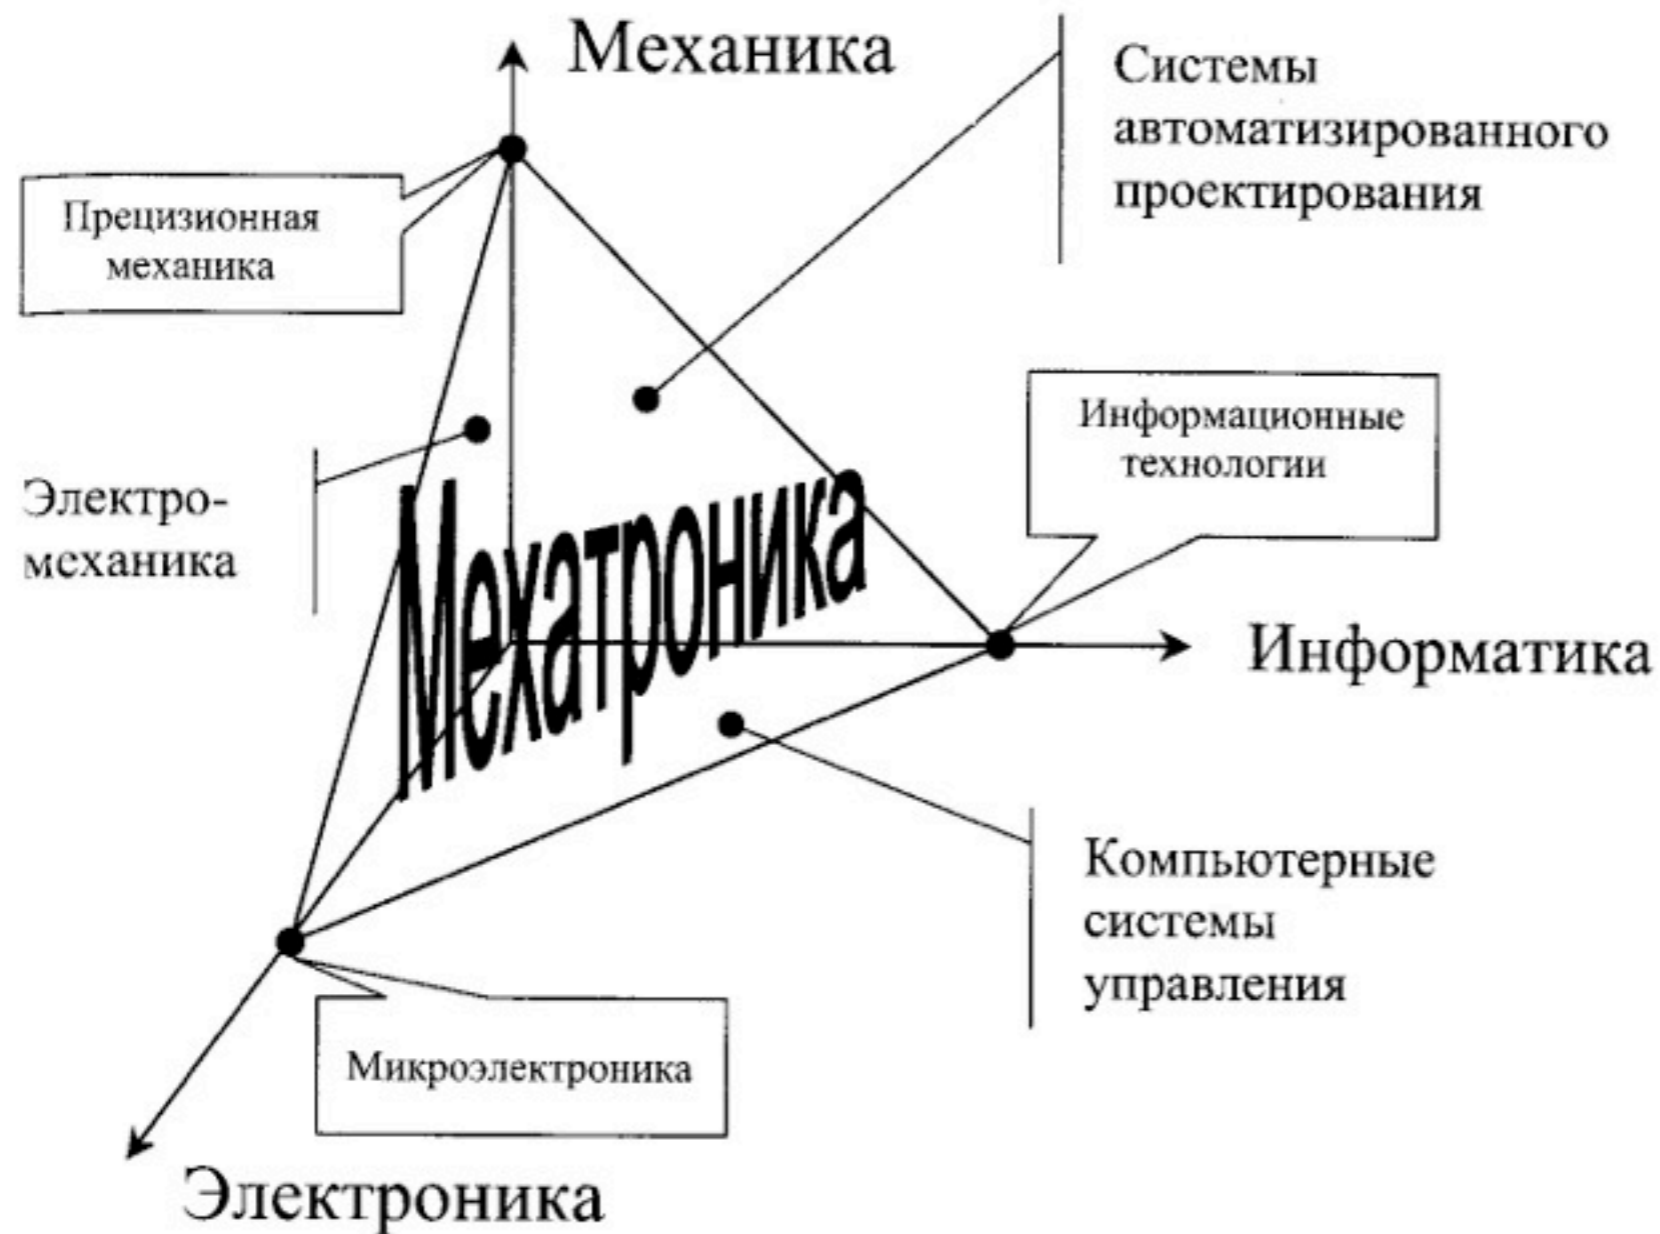 Механика
Системы
автоматизированного
проектирования
Прецизионная
механика
Информационные
технологии
Электро-
механика
Мехатроника
Информатика
Компьютерные
системы
управления
Микроэлектроника
Электроника